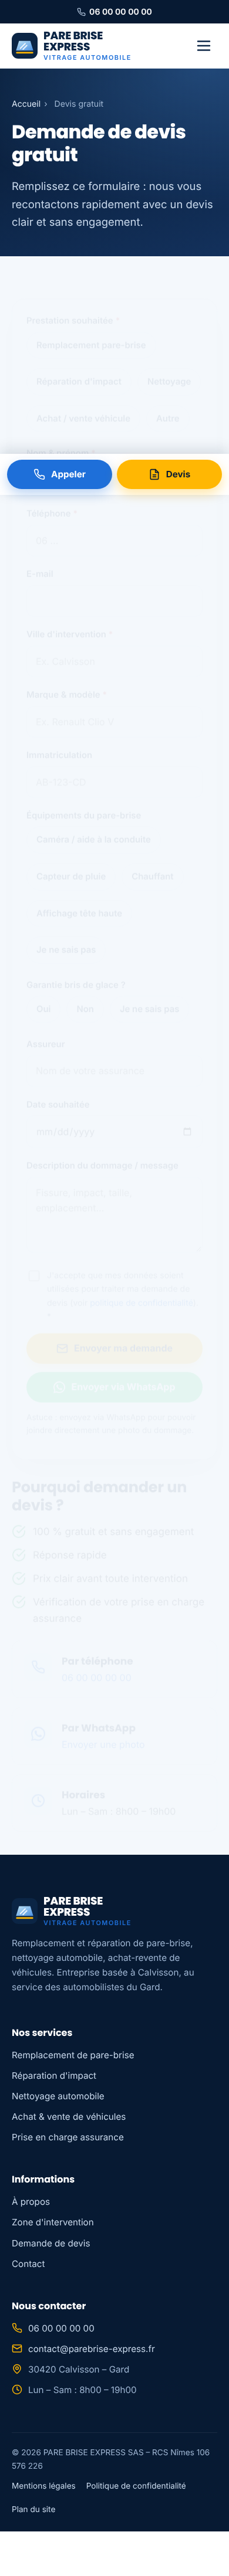 06 00 00 00 00
PARE BRISE
EXPRESS
VITRAGE AUTOMOBILE
Accueil › Devis gratuit
Demande de devis
gratuit
Remplissez ce formulaire : nous vous
recontactons rapidement avec un devis
clair et sans engagement.
Prestation souhaitée *
Remplacement pare-brise
Réparation d'impact Nettoyage
Achat / vente véhicule Autre
Appeler Devis
Téléphone *
06
E-mail
Ville d'intervention *
Ex. Calvisson
Marque & modèle *
Ex. Renault Clio V
Immatriculation
AB-123-CD
Équipements du pare-brise
Caméra / aide à la conduite
Capteur de pluie Chauffant
Affichage tête haute
Je ne sais pas
Garantie bris de glace ?
Oui Non Je ne sais pas
Assureur
Nom de votre assurance
Date souhaitée
mm/dd/yyyy
Description du dommage / message
Envoyer ma demande
Envoyer via WhatsApp
Pourquoi demander un
devis ?
100 % gratuit et sans engagement
Réponse rapide
Prix clair avant toute intervention
Vérification de votre prise en charge
assurance
Par téléphone
06 00 00 00 00
Par WhatsApp
Envoyer une photo
Horaires
Lun – Sam : 8h00 – 19h00
PARE BRISE
EXPRESS
VITRAGE AUTOMOBILE
Remplacement et réparation de pare-brise,
nettoyage automobile, achat-revente de
véhicules. Entreprise basée à Calvisson, au
service des automobilistes du Gard.
Nos services
Remplacement de pare-brise
Réparation d'impact
Nettoyage automobile
Achat & vente de véhicules
Prise en charge assurance
Informations
À propos
Zone d'intervention
Demande de devis
Contact
Nous contacter
06 00 00 00 00
contact@parebrise-express.fr
30420 Calvisson – Gard
Lun – Sam : 8h00 – 19h00
© 2026 PARE BRISE EXPRESS SAS – RCS Nîmes 106
576 226
Mentions légales Politique de confidentialité
Plan du site